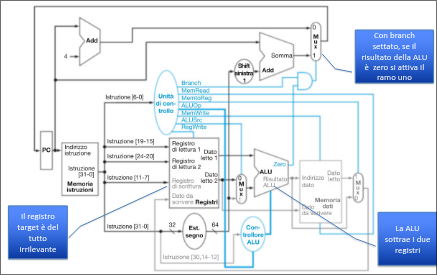 Con branch
settato, se il
risultato della ALU
è zero si attiva il
ramo uno
0
M
u
x
1
Add
4
Shift
sinistra
1
Add
Somma
Branch
MemRead
MemtoReg
ALUOp
MemWrite
ALUSrc
RegWrite
Istruzione [6-0]
Unità
di control-
lo
PC
Indirizzo
istruzione
Istruzione
[31-0]
Memoria
istruzioni
Istruzione [19-15]
Istruzione [24-20]
Istruzione [11-7]
Istruzione [31-0]
Registro
di lettura 1
Registro
di lettura 2
Registro
di scrittura
Dato
da scrivere
Dato
letto 1
Dato
letto 2
Registri
0
M
u
x
1
ALU
Zero
Risultato
ALU
Indirizzo
dato
Dato
letto
Dato
da scrivere
Memoria
dati
M
u
x
0
32
Est.
segno
64
Controllore
ALU
Istruzione [30,14-12]
Il registro
target è del
tutto
irrilevante
La ALU
sottrae I due
registri